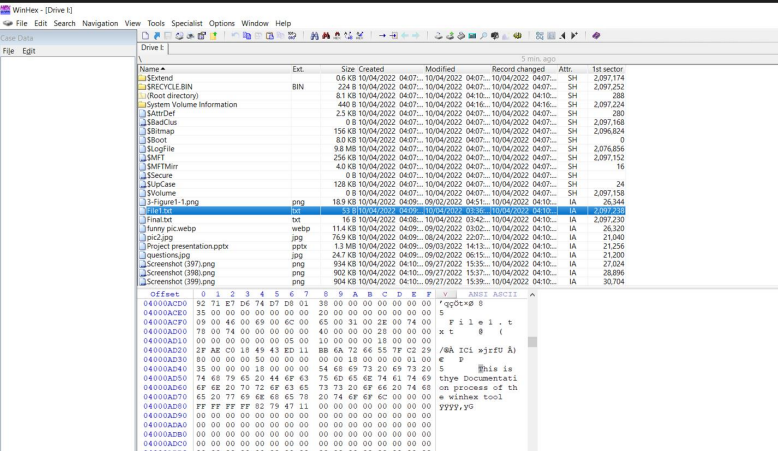 WinHex - [Drive I:]
File Edit Search Navigation View Tools Specialist Options Window Help
Case Data
File Edit
Drive I:
\ 5 min. ago
Name Ext. Size Created Modified Record changed Attr. 1st sector
$Extend 0.6 KB 10/04/2022 04:07:... 10/04/2022 04:07:... 10/04/2022 04:07:... SH 2,097,174
$RECYCLE.BIN BIN 224 B 10/04/2022 04:07:... 10/04/2022 04:07:... 10/04/2022 04:07:... SH 2,097,252
(Root directory) 8.1 KB 10/04/2022 04:07:... 10/04/2022 04:10:... 10/04/2022 04:10:... SH 288
System Volume Information 440 B 10/04/2022 04:07:... 10/04/2022 04:16:... 10/04/2022 04:16:... SH 2,097,224
$AttrDef 2.5 KB 10/04/2022 04:07:... 10/04/2022 04:07:... 10/04/2022 04:07:... SH 280
$BadClus 0 B 10/04/2022 04:07:... 10/04/2022 04:07:... 10/04/2022 04:07:... SH 2,097,168
$Bitmap 156 KB 10/04/2022 04:07:... 10/04/2022 04:07:... 10/04/2022 04:07:... SH 2,096,824
$Boot 8.0 KB 10/04/2022 04:07:... 10/04/2022 04:07:... 10/04/2022 04:07:... SH 0
$LogFile 9.8 MB 10/04/2022 04:07:... 10/04/2022 04:07:... 10/04/2022 04:07:... SH 2,076,856
$MFT 256 KB 10/04/2022 04:07:... 10/04/2022 04:07:... 10/04/2022 04:07:... SH 2,097,152
$MFTMirr 4.0 KB 10/04/2022 04:07:... 10/04/2022 04:07:... 10/04/2022 04:07:... SH 16
$Secure 0 B 10/04/2022 04:07:... 10/04/2022 04:07:... 10/04/2022 04:07:... SH
$UpCase 128 KB 10/04/2022 04:07:... 10/04/2022 04:07:... 10/04/2022 04:07:... SH 24
$Volume 0 B 10/04/2022 04:07:... 10/04/2022 04:07:... 10/04/2022 04:07:... SH 2,097,158
3-Figure1-1.png png 18.9 KB 10/04/2022 04:09:... 09/02/2022 04:51:... 10/04/2022 04:10:... IA 26,344
File1.txt txt 53 B 10/04/2022 04:09:... 10/04/2022 03:36:... 10/04/2022 04:10:... IA 2,097,238
Final.txt txt 16 B 10/04/2022 04:08:... 10/04/2022 03:42:... 10/04/2022 04:10:... IA 2,097,230
funny pic.webp webp 11.4 KB 10/04/2022 04:09:... 09/02/2022 03:02:... 10/04/2022 04:10:... IA 26,320
pic2.jpg jpg 76.9 KB 10/04/2022 04:09:... 08/24/2022 22:07:... 10/04/2022 04:10:... IA 21,040
Project presentation.pptx pptx 1.3 MB 10/04/2022 04:09:... 09/03/2022 14:13:... 10/04/2022 04:10:... IA 21,256
questions.jpg jpg 24.7 KB 10/04/2022 04:09:... 09/02/2022 06:15:... 10/04/2022 04:10:... IA 21,200
Screenshot (397).png png 934 KB 10/04/2022 04:09:... 09/27/2022 15:35:... 10/04/2022 04:10:... IA 27,024
Screenshot (398).png png 902 KB 10/04/2022 04:09:... 09/27/2022 15:37:... 10/04/2022 04:10:... IA 28,896
Screenshot (399).png png 904 KB 10/04/2022 04:09:... 09/27/2022 15:39:... 10/04/2022 04:10:... IA 30,704
Offset 0 1 2 3 4 5 6 7 8 9 A B C D E F ANSI ASCII
04000ACD0 92 71 E7 D6 74 D7 D8 01 38 00 00 00 00 00 00 00 'qçÖt×Ø 8
04000ACE0 35 00 00 00 00 00 00 00 20 00 00 00 00 00 00 00 5
04000ACF0 09 00 46 00 69 00 6C 00 65 00 31 00 2E 00 74 00 F i l e 1 . t
04000AD00 78 00 74 00 00 00 00 00 40 00 00 00 28 00 00 00 x t @ (
04000AD10 00 00 00 00 00 00 05 00 10 00 00 00 18 00 00 00
04000AD20 2F AE C0 18 49 43 ED 11 BB 6A 72 66 55 7F C2 29 /®À ICí »jrfU Â)
04000AD30 80 00 00 00 50 00 00 00 00 00 18 00 00 00 01 00 € P
04000AD40 35 00 00 00 18 00 00 00 54 68 69 73 20 69 73 20 5 This is
04000AD50 74 68 79 65 20 44 6F 63 75 6D 65 6E 74 61 74 69 thye Documentati
04000AD60 6F 6E 20 70 72 6F 63 65 73 73 20 6F 66 20 74 68 on process of th
04000AD70 65 20 77 69 6E 68 65 78 20 74 6F 6F 6C 00 00 00 e winhex tool
04000AD80 FF FF FF FF 82 79 47 11 00 00 00 00 00 00 00 00 ÿÿÿÿ‚yG
04000AD90 00 00 00 00 00 00 00 00 00 00 00 00 00 00 00 00
04000ADA0 00 00 00 00 00 00 00 00 00 00 00 00 00 00 00 00
04000ADB0 00 00 00 00 00 00 00 00 00 00 00 00 00 00 00 00
04000ADC0 00 00 00 00 00 00 00 00 00 00 00 00 00 00 00 00